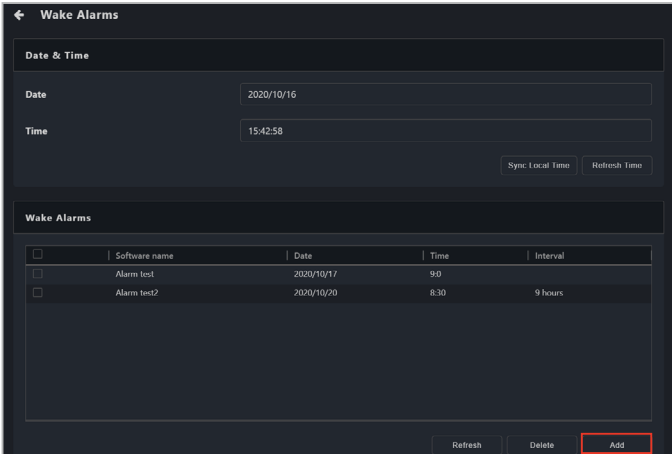 Wake Alarms
Date & Time
Date 2020/10/16
Time 15:42:58
Sync Local Time Refresh Time
Wake Alarms
Software name Date Time Interval
Alarm test 2020/10/17 9:0
Alarm test2 2020/10/20 8:30 9 hours
Refresh Delete Add